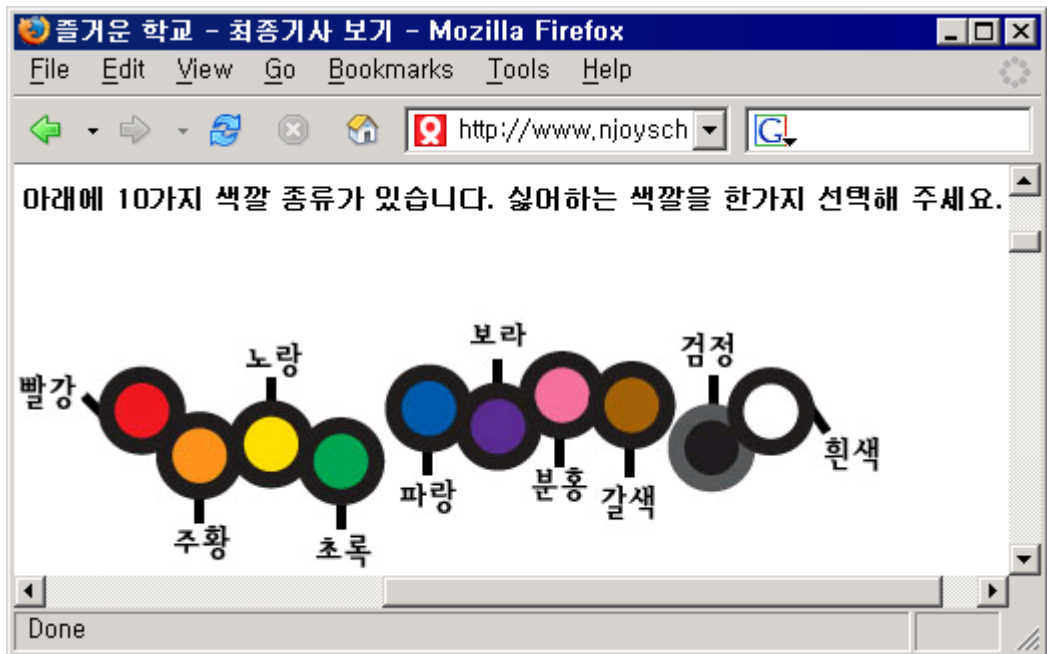 즐거운 학교 - 최종기사 보기 - Mozilla Firefox
File Edit View Go Bookmarks Tools Help
http://www.njoysch
G
아래에 10가지 색깔 종류가 있습니다. 싫어하는 색깔을 한가지 선택해 주세요.
빨강
주황
노랑
초록
파랑
보라
분홍
갈색
검정
흰색
Done